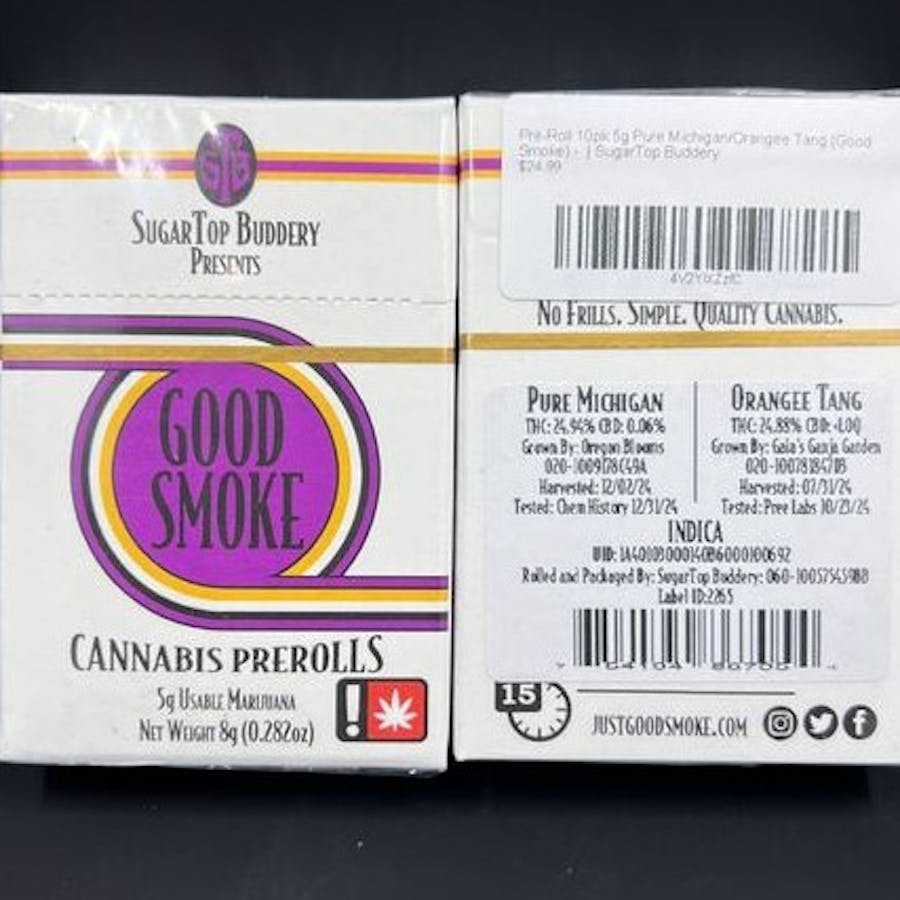 STB
SUGARTOP BUDDERY
PRESENTS
GOOD
SMOKE
CANNABIS PREROLLS
5g USABLE MARIJUANA
NET WEIGHT 8g (0.282oz)
!
Pre-Roll 10pk 5g Pure Michigan/Orangee Tang (Good
Smoke) - | SugarTop Buddery
$24.99
NO FRILLS. SIMPLE. QUALITY CANNABIS.
PURE MICHIGAN
THC: 24.94% CBD: 0.06%
Grown By: Oregon Blooms
020-1009178C49A
Harvested: 12/02/24
Tested: Chem History 12/31/24
ORANGEE TANG
THC: 24.88% CBD: <LOQ
Grown By: Gaia's Ganja Garden
Harvested: 07/31/24
Tested: Pree Labs 10/23/24
INDICA
Rolled and Packaged By: SugarTop Buddery:
Label ID:2265
15
JUSTGOODSMOKE.COM